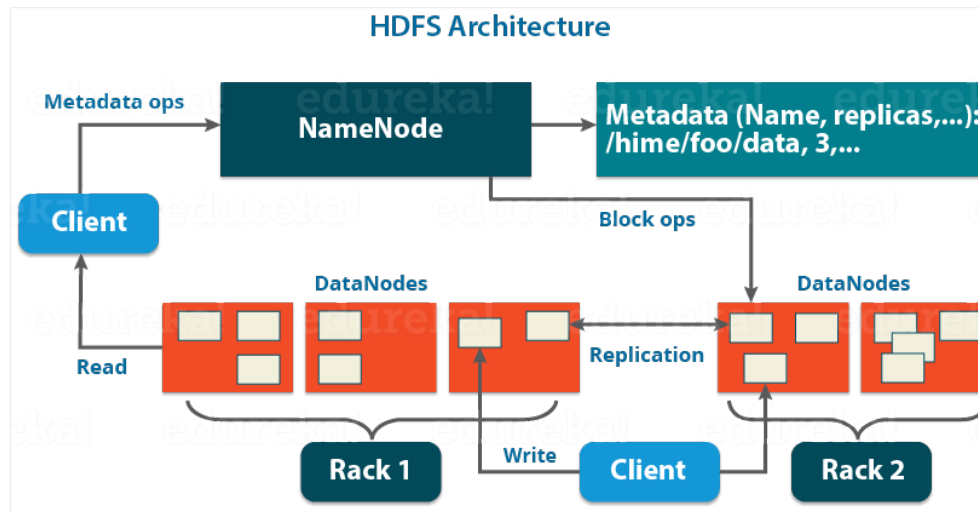 HDFS Architecture
Metadata ops
NameNode
Metadata (Name, replicas,...):
/hime/foo/data, 3,...
Client
Block ops
DataNodes
DataNodes
Read
Replication
Write
Rack 1
Client
Rack 2
edureka!